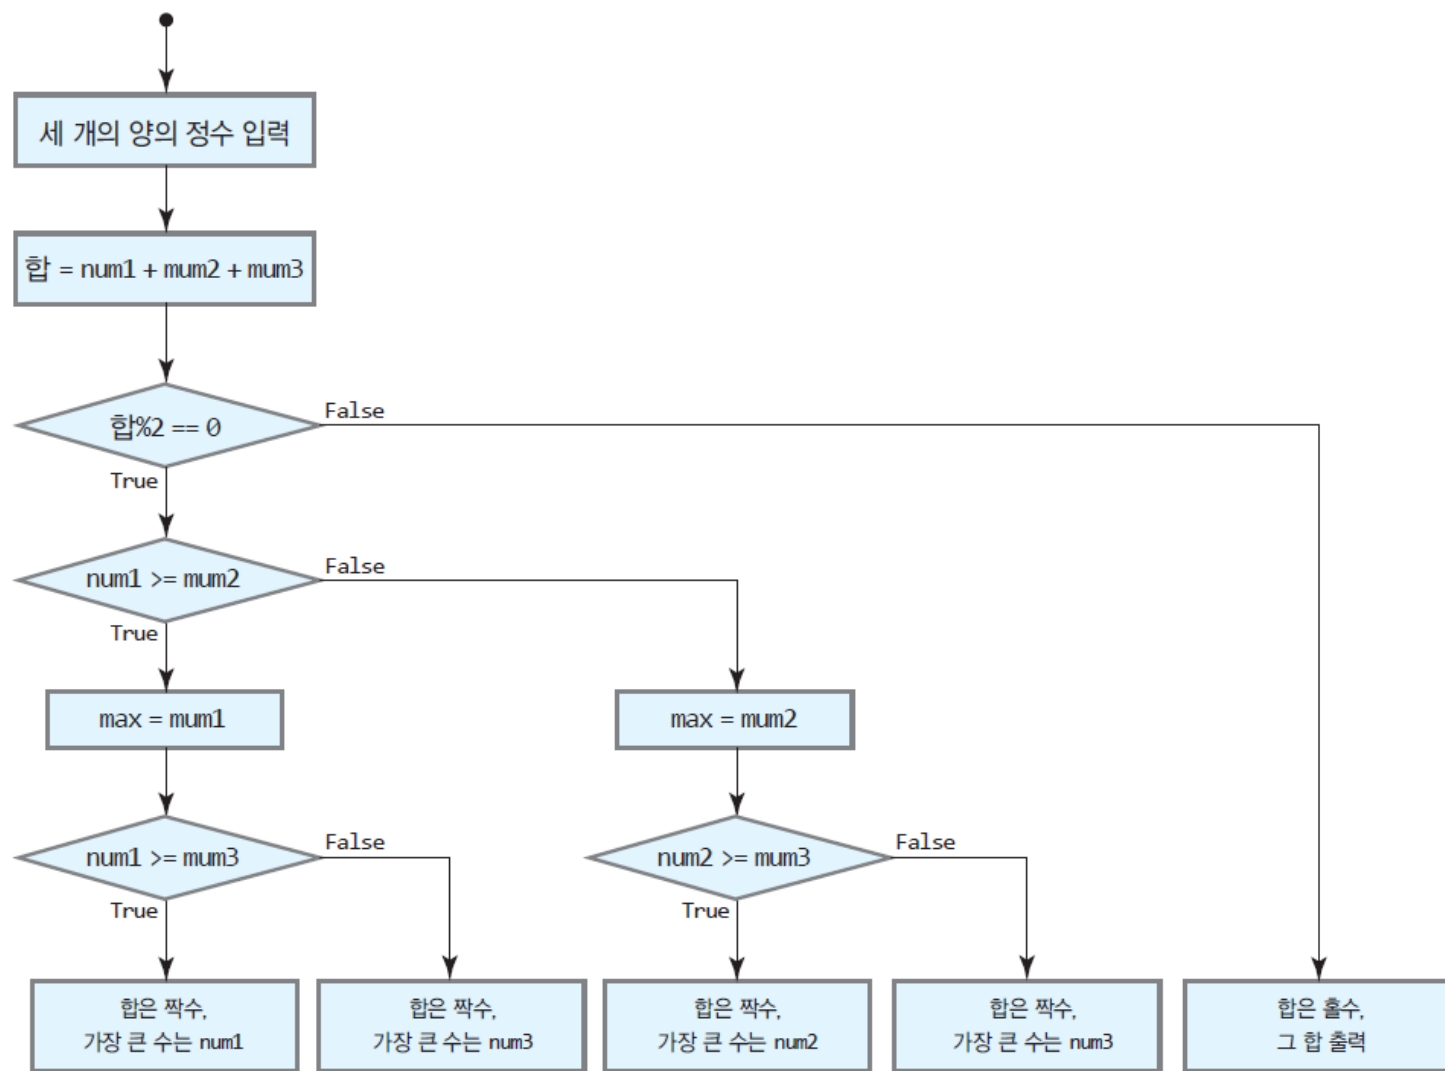 세 개의 양의 정수 입력
합 = num1 + mum2 + mum3
합%2 == 0
False
True
num1 >= mum2
False
True
max = mum1
max = mum2
num1 >= mum3
False
True
num2 >= mum3
False
True
합은 짝수,
가장 큰 수는 num1
합은 짝수,
가장 큰 수는 num3
합은 짝수,
가장 큰 수는 num2
합은 짝수,
가장 큰 수는 num3
합은 홀수,
그 합 출력